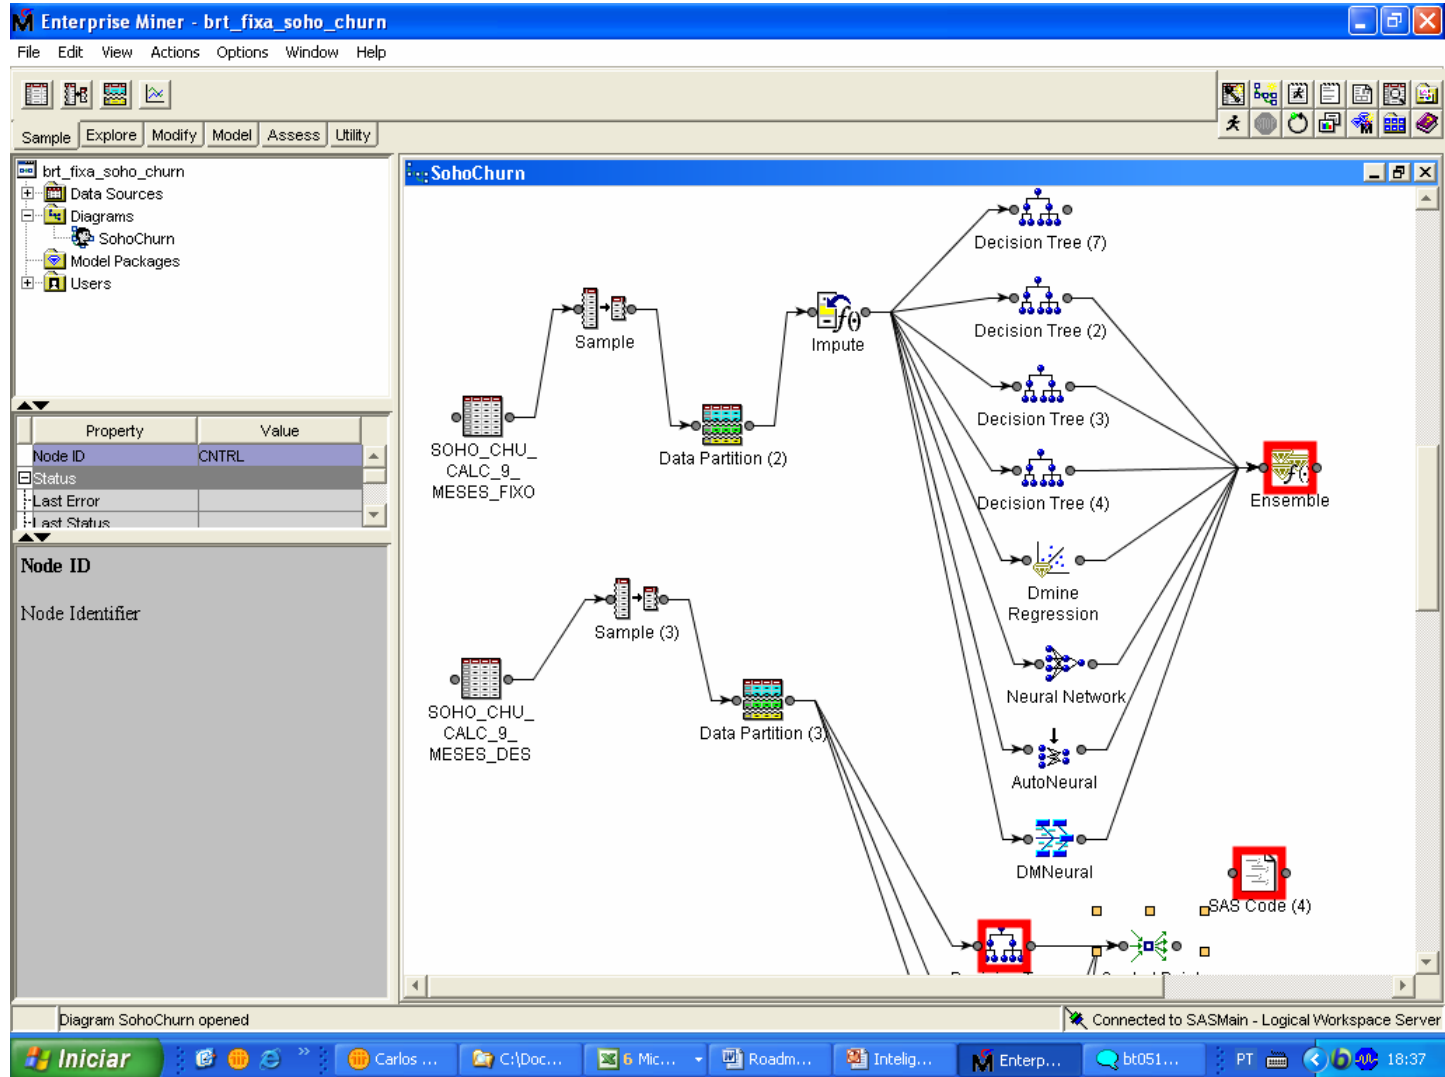 Enterprise Miner - brt_fixa_soho_churn
File Edit View Actions Options Window Help
Sample Explore Modify Model Assess Utility
brt_fixa_soho_churn
Data Sources
Diagrams
SohoChurn
Model Packages
Users
Property Value
Node ID CNTRL
Status
Last Error
Last Status
Node ID
Node Identifier
SohoChurn
Decision Tree (7)
Decision Tree (2)
Sample
Impute
Decision Tree (3)
SOHO_CHU_
CALC_9_
MESES_FIXO
Data Partition (2)
Decision Tree (4)
Ensemble
Dmine
Regression
Sample (3)
Neural Network
SOHO_CHU_
CALC_9_
MESES_DES
Data Partition (3)
AutoNeural
DMNeural
SAS Code (4)
Diagram SohoChurn opened
Connected to SASMain - Logical Workspace Server
Iniciar
»
Carlos ...
C:\Doc...
6 Mic...
Roadm...
Intelig...
Enterp...
bt051...
PT
18:37